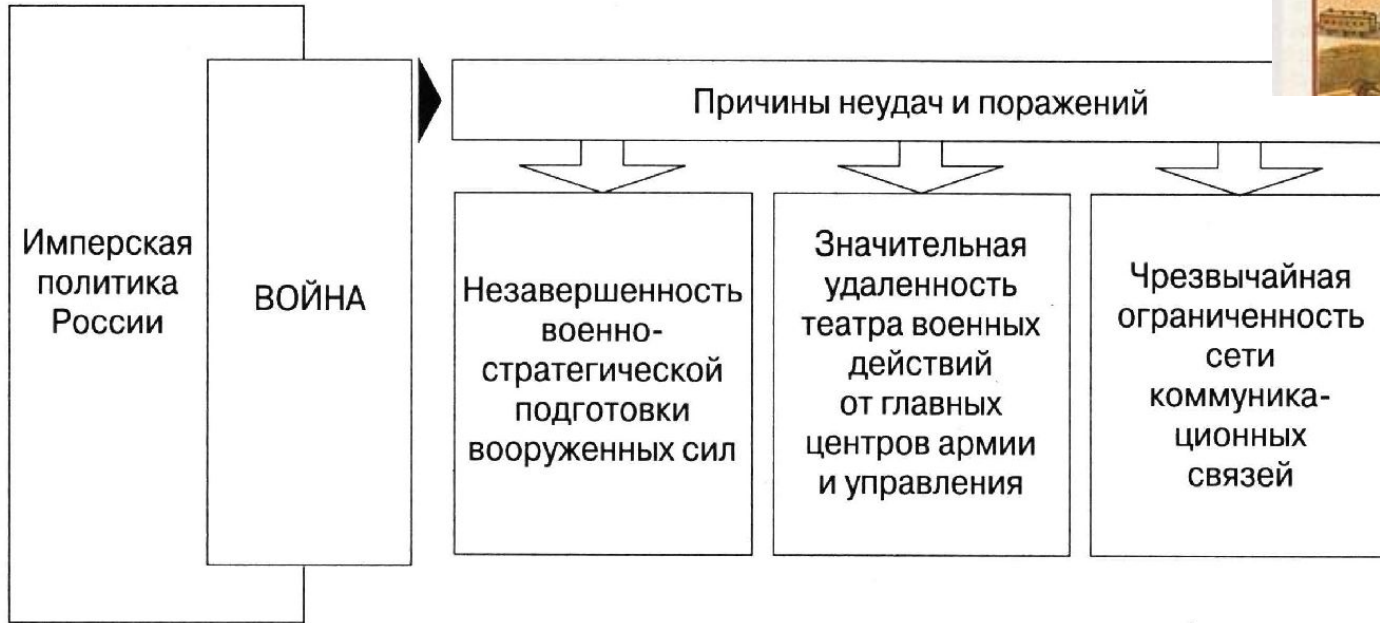 Причины неудач и поражений
Имперская
политика
России
ВОЙНА
Незавершенность
военно-
стратегической
подготовки
вооруженных сил
Значительная
удаленность
театра военных
действий
от главных
центров армии
и управления
Чрезвычайная
ограниченность
сети
коммуника-
ционных
связей